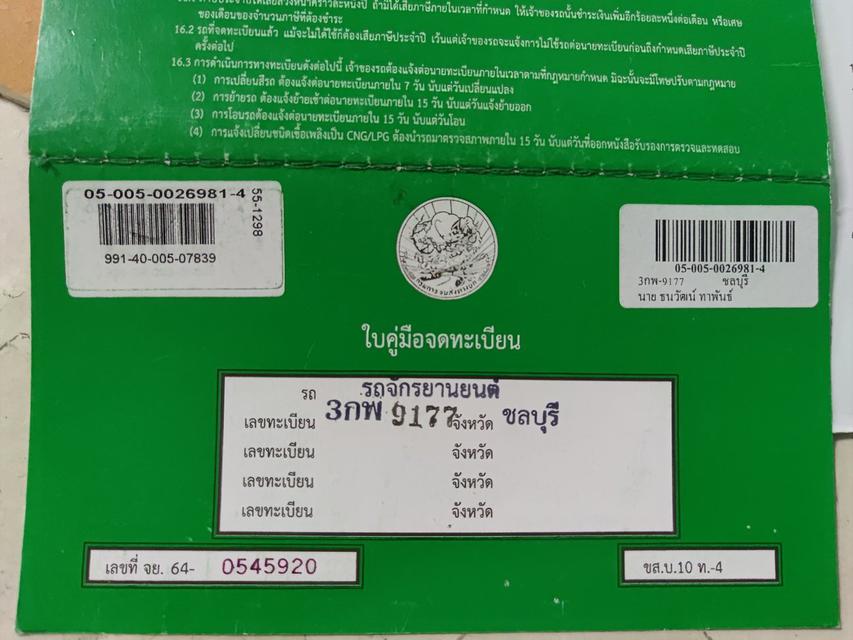 ของเดือนของจำนวนภาษีที่ต้องชำระ
16.2 รถที่จดทะเบียนแล้ว แม้จะไม่ได้ใช้ก็ต้องเสียภาษีประจำปี เว้นแต่เจ้าของรถจะแจ้งการไม่ใช้รถต่อนายทะเบียนก่อนถึงกำหนดเสียภาษีประจำปี
ครั้งต่อไป
16.3 การดำเนินการทางทะเบียนดังต่อไปนี้ เจ้าของรถต้องแจ้งต่อนายทะเบียนภายในเวลาตามที่กฎหมายกำหนด มิฉะนั้นจะมีโทษปรับตามกฎหมาย
(1) การเปลี่ยนสีรถ ต้องแจ้งต่อนายทะเบียนภายใน 7 วัน นับแต่วันเปลี่ยนแปลง
(2) การย้ายรถ ต้องแจ้งย้ายเข้าต่อนายทะเบียนภายใน 15 วัน นับแต่วันแจ้งย้ายออก
(3) การโอนรถต้องแจ้งต่อนายทะเบียนภายใน 15 วัน นับแต่วันโอน
(4) การแจ้งเปลี่ยนชนิดเชื้อเพลิงเป็น CNG/LPG ต้องนำรถมาตรวจสภาพภายใน 15 วัน นับแต่วันที่ออกหนังสือรับรองการตรวจและทดสอบ
05-005-0026981-4
55-1298
991-40-005-07839
05-005-0026981-4
3กพ-9177 ชลบุรี
นาย ธนวัฒน์ ทาพันธ์
ใบคู่มือจดทะเบียน
รถ รถจักรยานยนต์
เลขทะเบียน 3กพ 9177 จังหวัด ชลบุรี
เลขทะเบียน จังหวัด
เลขทะเบียน จังหวัด
เลขทะเบียน จังหวัด
เลขที่ จย. 64- 0545920
ขส.บ.10 ท.-4